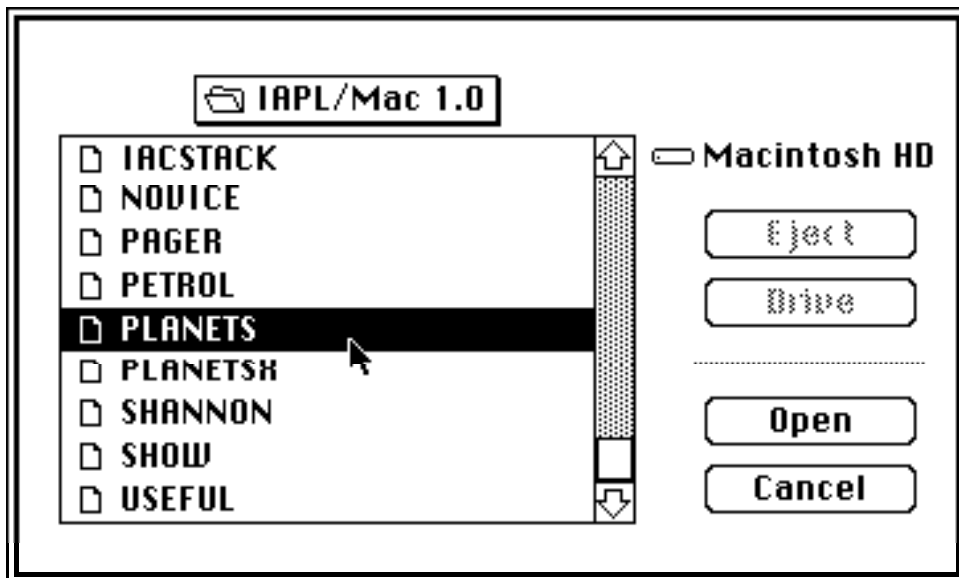 IAPL/Mac 1.0
IACSTACK
NOVICE
PAGER
PETROL
PLANETS
PLANETSX
SHANNON
SHOW
USEFUL
Macintosh HD
Eject
Drive
Open
Cancel